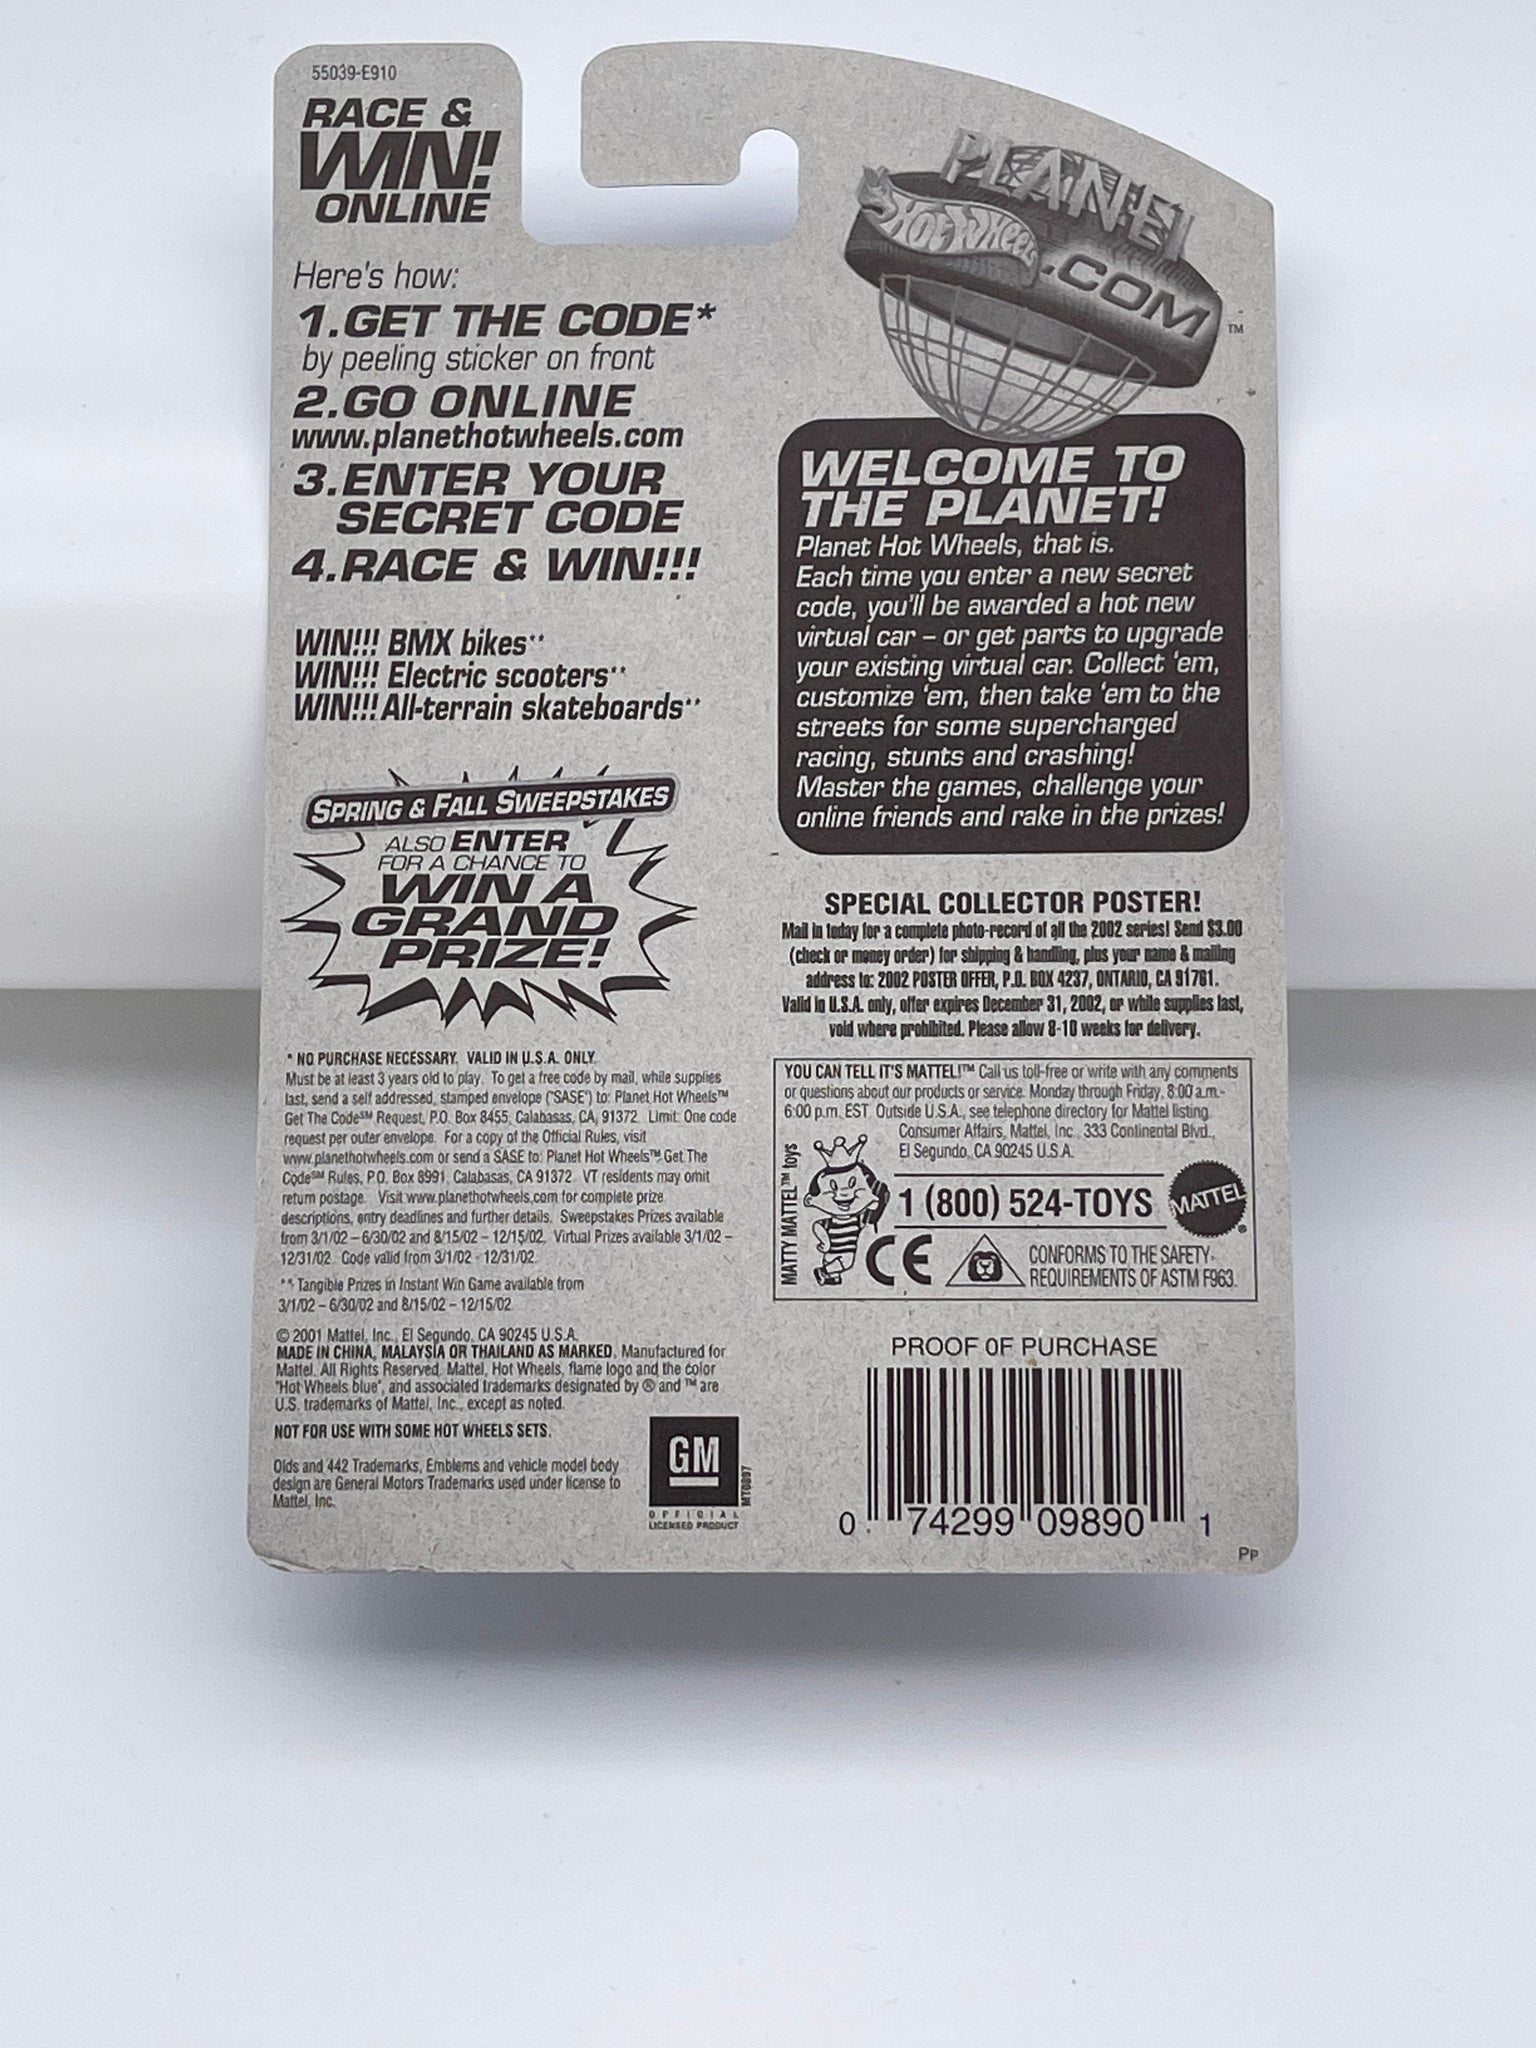 55039-E910
RACE &
WIN!
ONLINE
Here's how:
1.GET THE CODE*
by peeling sticker on front
2.GO ONLINE
www.planethotwheels.com
3.ENTER YOUR
SECRET CODE
4.RACE & WIN!!!
WIN!!! BMX bikes**
WIN!!! Electric scooters**
WIN!!! All-terrain skateboards**
SPRING & FALL SWEEPSTAKES
ALSO ENTER
FOR A CHANCE TO
WIN A
GRAND
PRIZE!
* NO PURCHASE NECESSARY. VALID IN U.S.A. ONLY.
Must be at least 3 years old to play. To get a free code by mail, while supplies
last, send a self addressed, stamped envelope ("SASE") to: Planet Hot Wheels™
Get The Code℠ Request, P.O. Box 8455, Calabasas, CA, 91372. Limit: One code
request per outer envelope. For a copy of the Official Rules, visit
www.planethotwheels.com or send a SASE to: Planet Hot Wheels™ Get The
Code℠ Rules, P.O. Box 8991, Calabasas, CA 91372. VT residents may omit
return postage. Visit www.planethotwheels.com for complete prize
descriptions, entry deadlines and further details. Sweepstakes Prizes available
from 3/1/02 – 6/30/02 and 8/15/02 – 12/15/02. Virtual Prizes available 3/1/02 –
12/31/02. Code valid from 3/1/02 - 12/31/02.
** Tangible Prizes in Instant Win Game available from
3/1/02 – 6/30/02 and 8/15/02 – 12/15/02.
© 2001 Mattel, Inc., El Segundo, CA 90245 U.S.A.
MADE IN CHINA, MALAYSIA OR THAILAND AS MARKED. Manufactured for
Mattel. All Rights Reserved. Mattel, Hot Wheels, flame logo and the color
"Hot Wheels blue", and associated trademarks designated by ® and ™ are
U.S. trademarks of Mattel, Inc., except as noted.
NOT FOR USE WITH SOME HOT WHEELS SETS.
Olds and 442 Trademarks, Emblems and vehicle model body
design are General Motors Trademarks used under license to
Mattel, Inc.
GM
OFFICIAL
LICENSED PRODUCT
MT0897
PLANET
HOT WHEELS
.COM
™
WELCOME TO
THE PLANET!
Planet Hot Wheels, that is.
Each time you enter a new secret
code, you'll be awarded a hot new
virtual car – or get parts to upgrade
your existing virtual car. Collect 'em,
customize 'em, then take 'em to the
streets for some supercharged
racing, stunts and crashing!
Master the games, challenge your
online friends and rake in the prizes!
SPECIAL COLLECTOR POSTER!
Mail in today for a complete photo-record of all the 2002 series! Send $3.00
(check or money order) for shipping & handling, plus your name & mailing
address to: 2002 POSTER OFFER, P.O. BOX 4237, ONTARIO, CA 91761.
Valid in U.S.A. only, offer expires December 31, 2002, or while supplies last,
void where prohibited. Please allow 8-10 weeks for delivery.
YOU CAN TELL IT'S MATTEL!™ Call us toll-free or write with any comments
or questions about our products or service. Monday through Friday, 8:00 a.m.-
6:00 p.m. EST. Outside U.S.A., see telephone directory for Mattel listing.
Consumer Affairs, Mattel, Inc., 333 Continental Blvd.,
El Segundo, CA 90245 U.S.A.
MATTY MATTEL™ toys
1 (800) 524-TOYS
MATTEL®
CE
CONFORMS TO THE SAFETY
REQUIREMENTS OF ASTM F963.
PROOF OF PURCHASE
0 74299 09890 1
PP